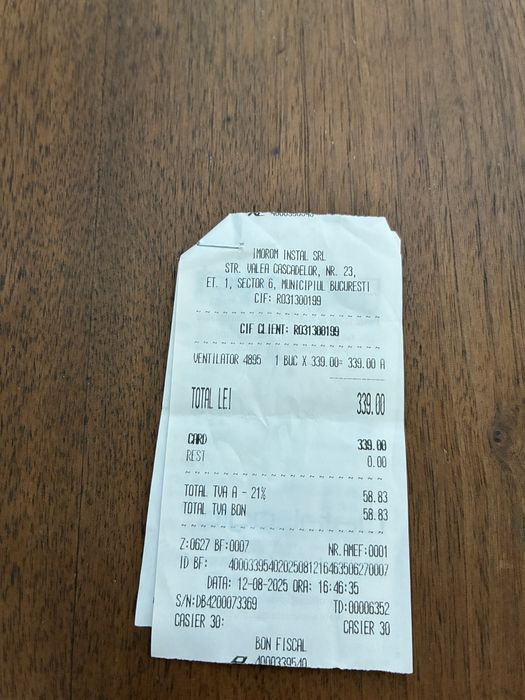 IMOROM INSTAL SRL
STR. VALEA CASCADELOR, NR. 23,
ET. 1, SECTOR 6, MUNICIPIUL BUCURESTI
CIF: RO31300199
CIF CLIENT: RO31300199
VENTILATOR 4895 1 BUC X 339.00= 339.00 A
TOTAL LEI 339.00
CARD 339.00
REST 0.00
TOTAL TVA A - 21% 58.83
TOTAL TVA BON 58.83
Z:0627 BF:0007 NR.AMEF:0001
ID BF: 40003395402025081216463506270007
DATA: 12-08-2025 ORA: 16:46:35
S/N:DB4200073369 TD:00006352
CASIER 30: CASIER 30
BON FISCAL
4000339540